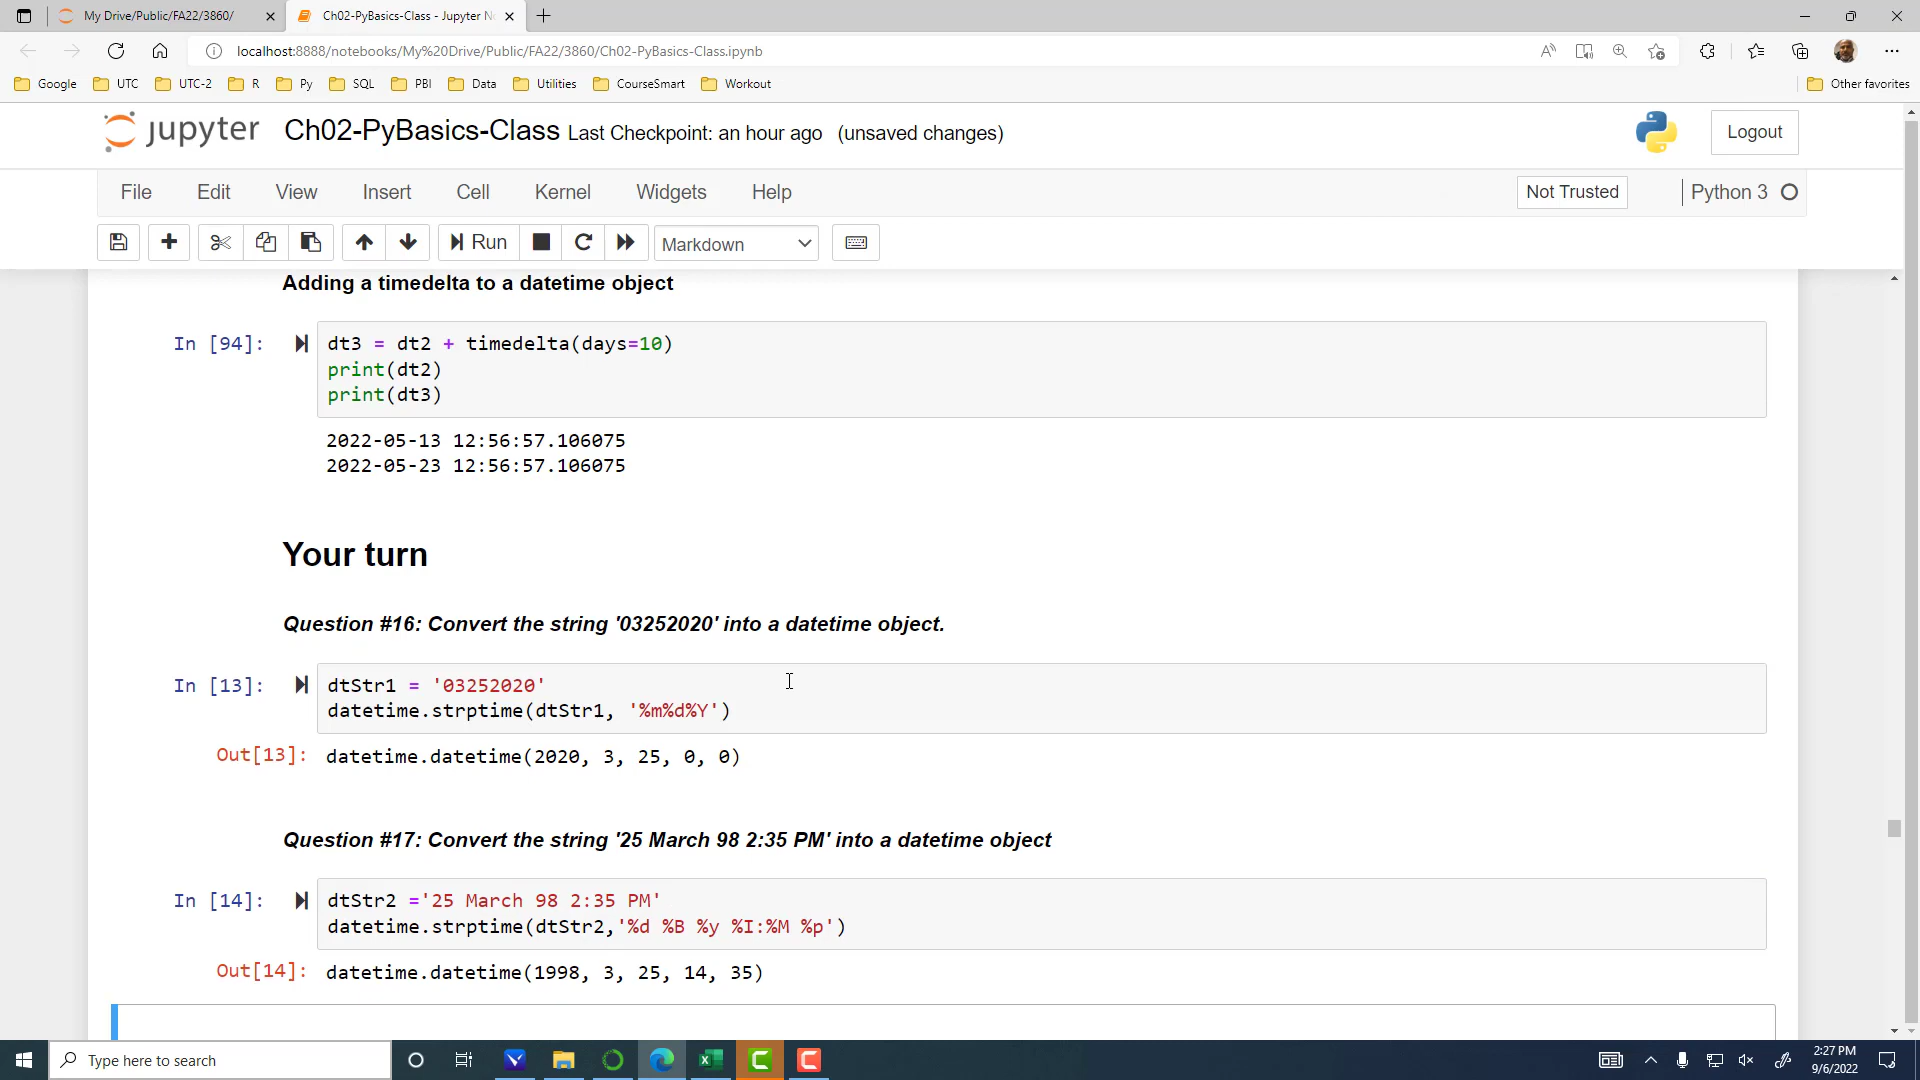 My Drive/Public/FA22/3860/
Ch02-PyBasics-Class - Jupyter No
localhost:8888/notebooks/My%20Drive/Public/FA22/3860/Ch02-PyBasics-Class.ipynb
Google UTC UTC-2 R Py SQL PBI Data Utilities CourseSmart Workout Other favorites
jupyter Ch02-PyBasics-Class Last Checkpoint: an hour ago (unsaved changes) Logout
File Edit View Insert Cell Kernel Widgets Help Not Trusted Python 3
Run Markdown
Adding a timedelta to a datetime object
In [94]: dt3 = dt2 + timedelta(days=10)
print(dt2)
print(dt3)
2022-05-13 12:56:57.106075
2022-05-23 12:56:57.106075
Your turn
Question #16: Convert the string '03252020' into a datetime object.
In [13]: dtStr1 = '03252020'
datetime.strptime(dtStr1, '%m%d%Y')
Out[13]: datetime.datetime(2020, 3, 25, 0, 0)
Question #17: Convert the string '25 March 98 2:35 PM' into a datetime object
In [14]: dtStr2 ='25 March 98 2:35 PM'
datetime.strptime(dtStr2,'%d %B %y %I:%M %p')
Out[14]: datetime.datetime(1998, 3, 25, 14, 35)
Type here to search
2:27 PM
9/6/2022